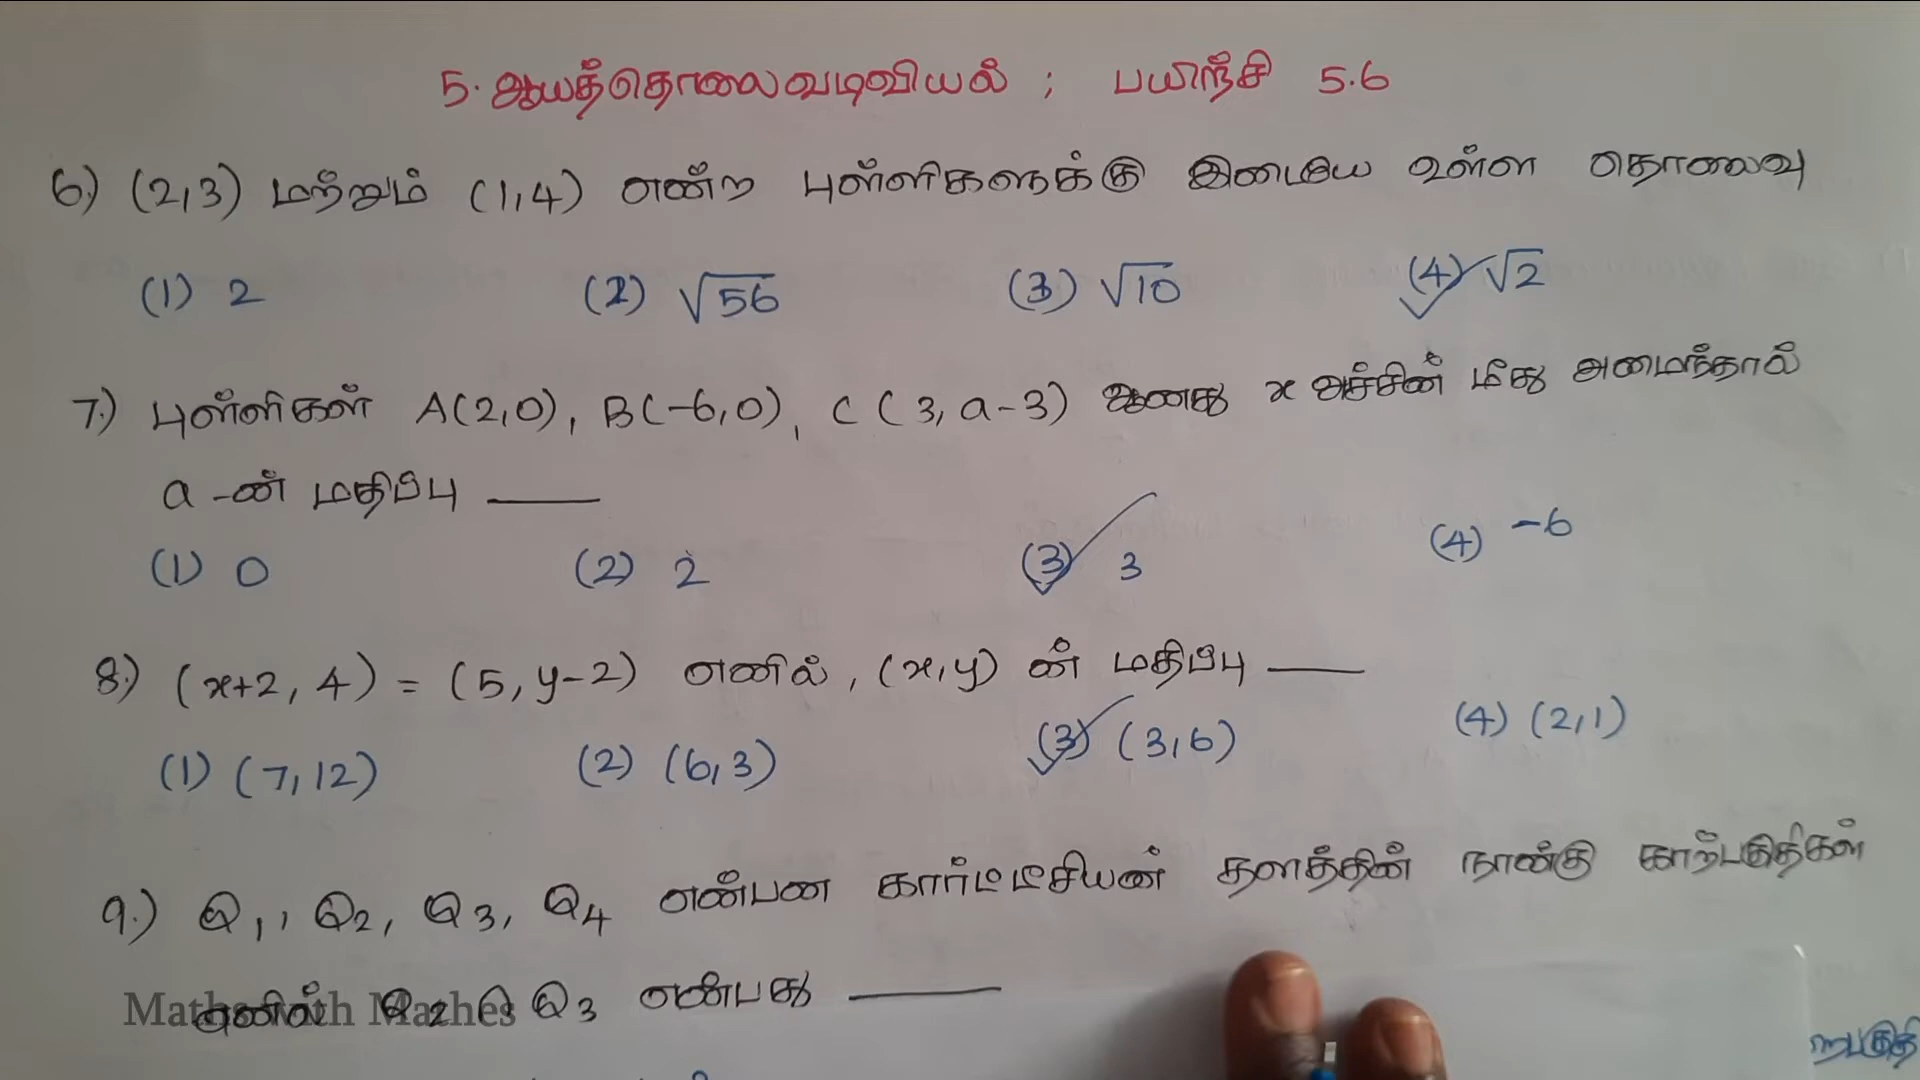 5. ஆயத்தொலைவடிவியல் ; பயிற்சி 5.6
6) (2,3) மற்றும் (1,4) என்ற புள்ளிகளுக்கு இடையே உள்ள தொலைவு
(1) 2 (2) √56 (3) √10 (4) √2
7.) புள்ளிகள் A(2,0), B(-6,0), C(3, a-3) ஆனது x அச்சின் மீது அமைந்தால்
a -ன் மதிப்பு ____
(1) 0 (2) 2 (3) 3 (4) -6
8.) (x+2, 4) = (5, y-2) எனில், (x,y) ன் மதிப்பு ____
(1) (7,12) (2) (6,3) (3) (3,6) (4) (2,1)
9.) Q1, Q2, Q3, Q4 என்பன கார்டீசியன் தளத்தின் நான்கு காற்பகுதிகள்
எனில் Q2 ∩ Q3 என்பது ____
Maths with Mathes